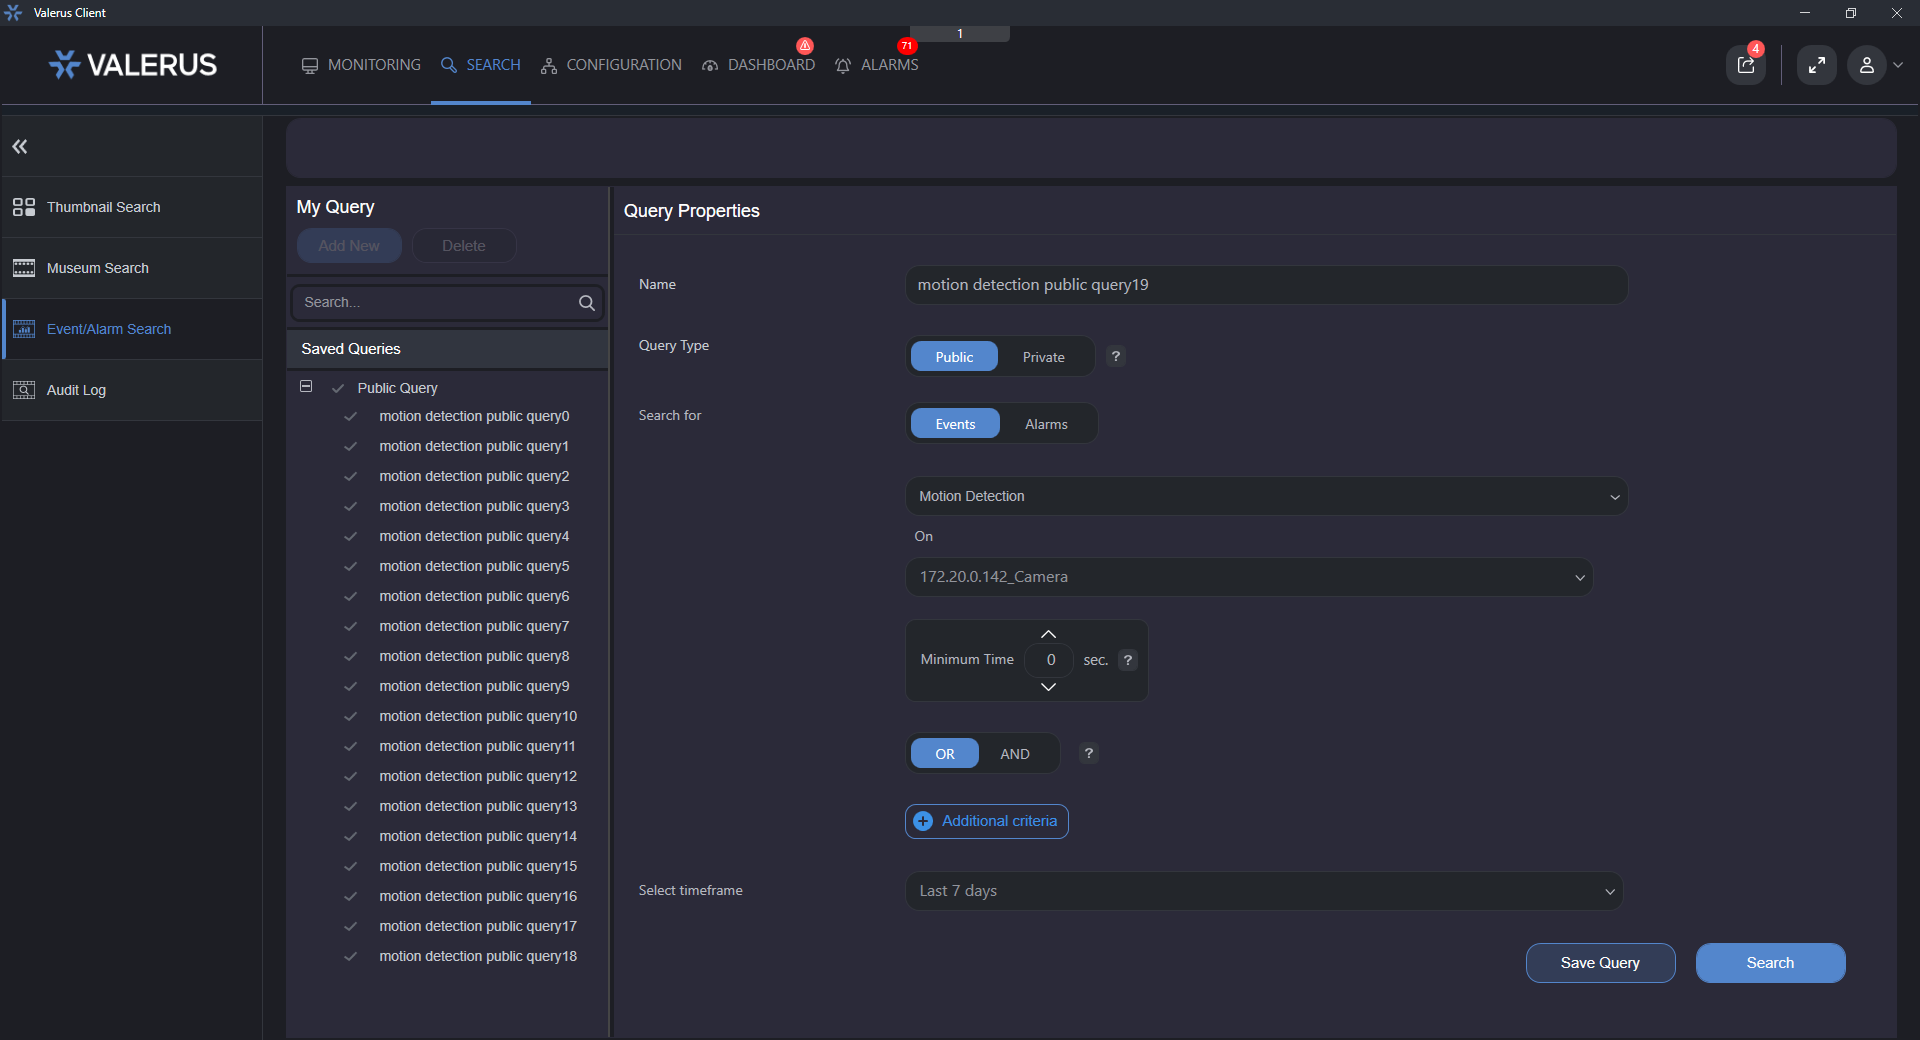 Valerus Client
1
VALERUS
MONITORING
SEARCH
CONFIGURATION
DASHBOARD
71
ALARMS
4
Thumbnail Search
Museum Search
Event/Alarm Search
Audit Log
My Query
Add New
Delete
Search...
Saved Queries
Public Query
motion detection public query0
motion detection public query1
motion detection public query2
motion detection public query3
motion detection public query4
motion detection public query5
motion detection public query6
motion detection public query7
motion detection public query8
motion detection public query9
motion detection public query10
motion detection public query11
motion detection public query12
motion detection public query13
motion detection public query14
motion detection public query15
motion detection public query16
motion detection public query17
motion detection public query18
Query Properties
Name
motion detection public query19
Query Type
Public
Private
?
Search for
Events
Alarms
Motion Detection
On
172.20.0.142_Camera
Minimum Time
0
sec.
?
OR
AND
?
Additional criteria
Select timeframe
Last 7 days
Save Query
Search